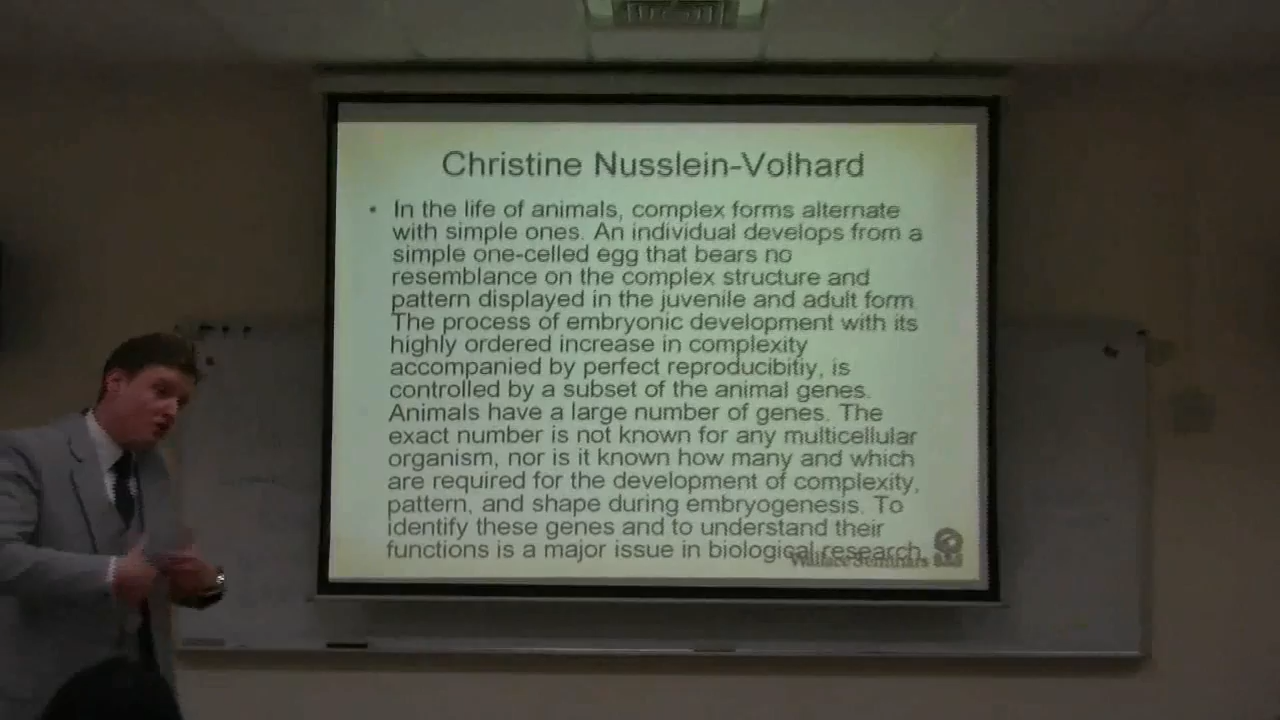 Christine Nusslein-Volhard
• In the life of animals, complex forms alternate
with simple ones. An individual develops from a
simple one-celled egg that bears no
resemblance on the complex structure and
pattern displayed in the juvenile and adult form.
The process of embryonic development with its
highly ordered increase in complexity
accompanied by perfect reproducibitiy, is
controlled by a subset of the animal genes.
Animals have a large number of genes. The
exact number is not known for any multicellular
organism, nor is it known how many and which
are required for the development of complexity,
pattern, and shape during embryogenesis. To
identify these genes and to understand their
functions is a major issue in biological research.
Wallace Seminars